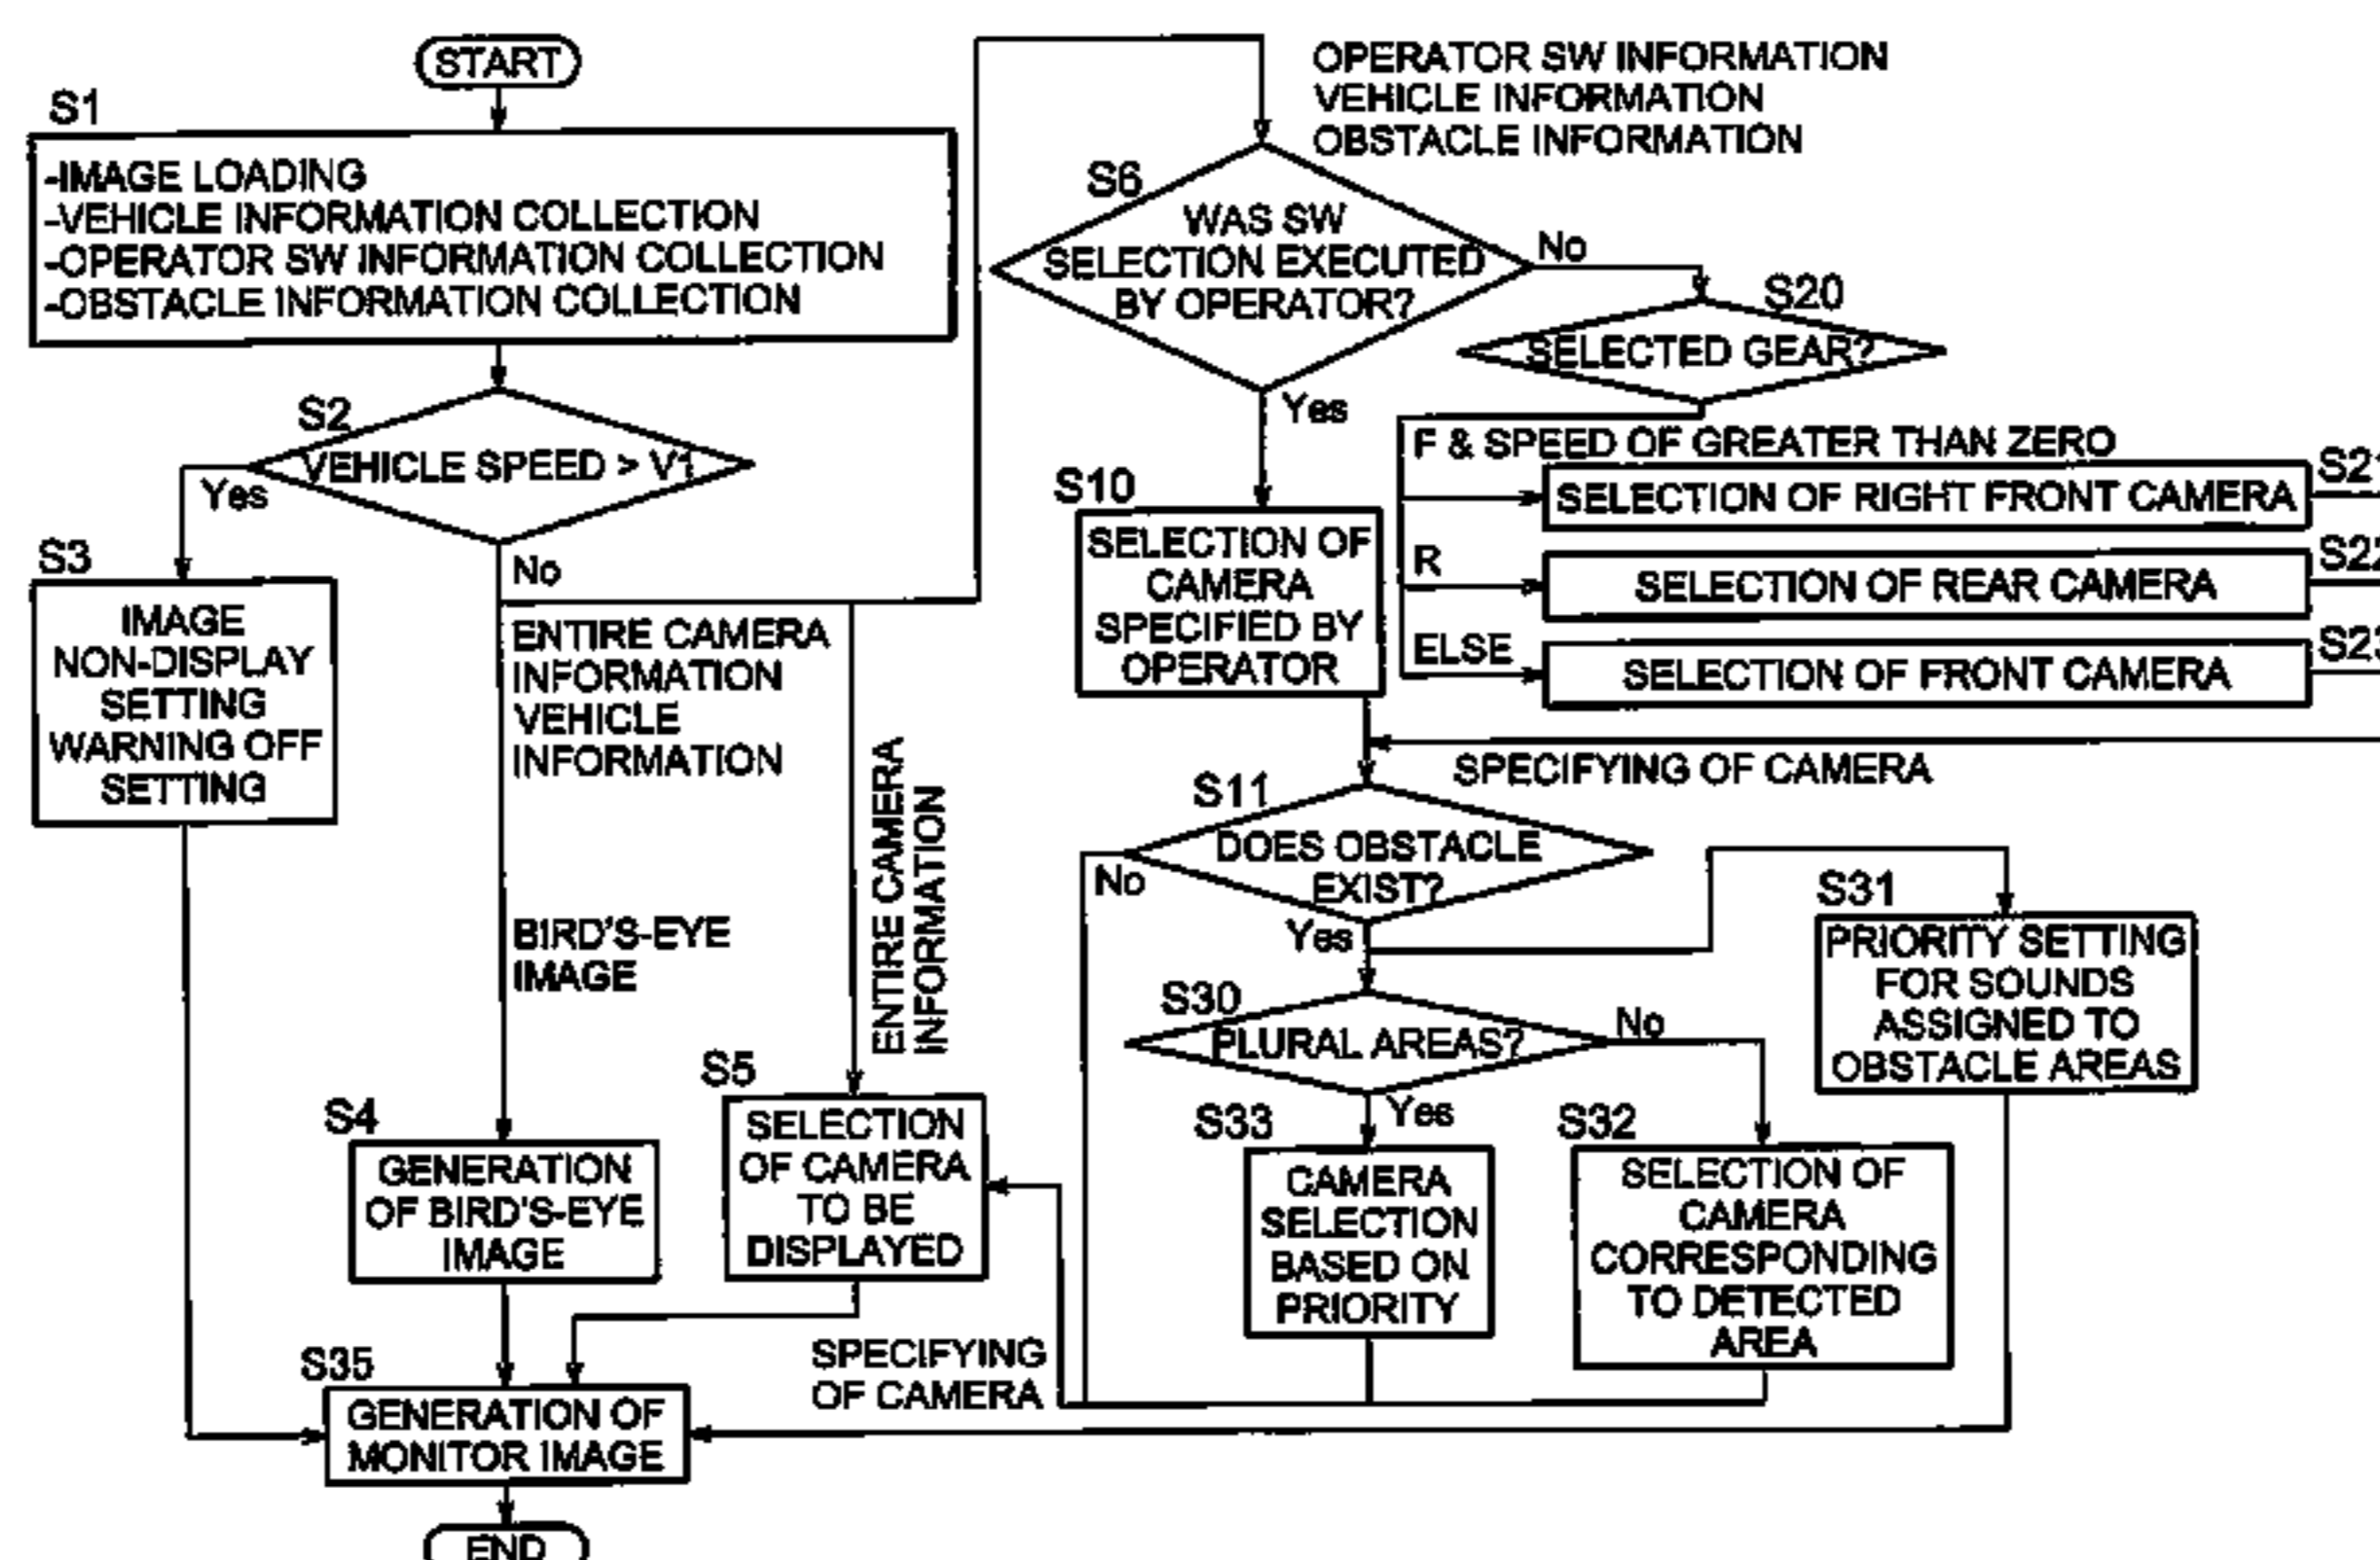 START
S1
-IMAGE LOADING
-VEHICLE INFORMATION COLLECTION
-OPERATOR SW INFORMATION COLLECTION
-OBSTACLE INFORMATION COLLECTION
S2
VEHICLE SPEED > V1
Yes
No
S3
IMAGE
NON-DISPLAY
SETTING
WARNING OFF
SETTING
ENTIRE CAMERA
INFORMATION
VEHICLE
INFORMATION
BIRD'S-EYE
IMAGE
ENTIRE CAMERA
INFORMATION
S4
GENERATION
OF BIRD'S-EYE
IMAGE
S5
SELECTION
OF CAMERA
TO BE
DISPLAYED
S35
GENERATION OF
MONITOR IMAGE
SPECIFYING
OF CAMERA
END
OPERATOR SW INFORMATION
VEHICLE INFORMATION
OBSTACLE INFORMATION
S6
WAS SW
SELECTION EXECUTED
BY OPERATOR?
No
Yes
S20
SELECTED GEAR?
F & SPEED OF GREATER THAN ZERO
SELECTION OF RIGHT FRONT CAMERA
S21
R
SELECTION OF REAR CAMERA
S22
ELSE
SELECTION OF FRONT CAMERA
S23
S10
SELECTION OF
CAMERA
SPECIFIED BY
OPERATOR
SPECIFYING OF CAMERA
S11
DOES OBSTACLE
EXIST?
No
Yes
S31
PRIORITY SETTING
FOR SOUNDS
ASSIGNED TO
OBSTACLE AREAS
S30
PLURAL AREAS?
No
Yes
S33
CAMERA
SELECTION
BASED ON
PRIORITY
S32
SELECTION OF
CAMERA
CORRESPONDING
TO DETECTED
AREA